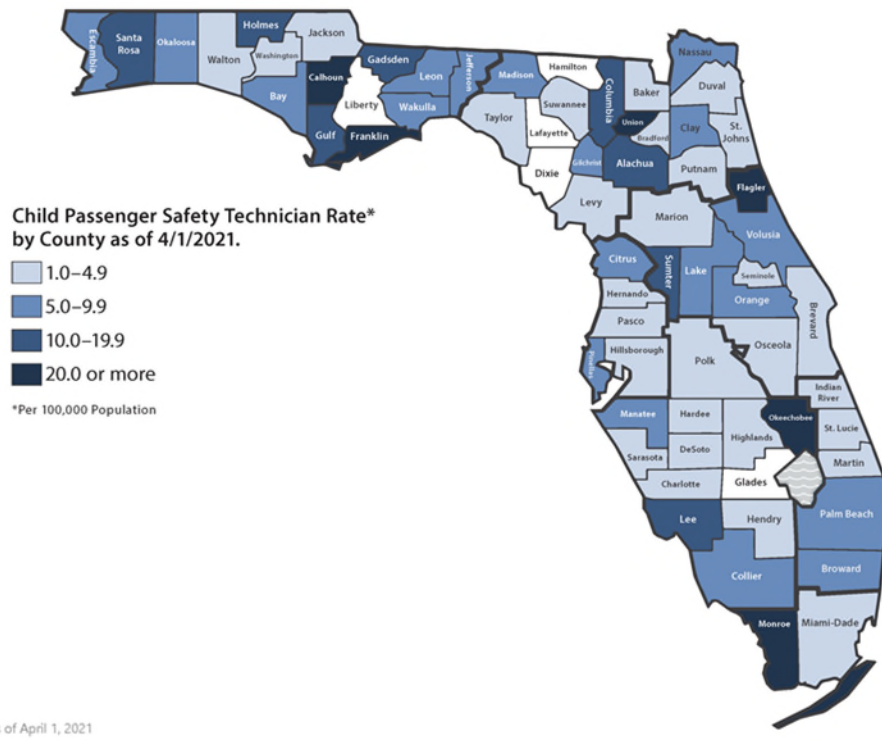 Holmes
Jackson
Escambia
Santa
Rosa
Okaloosa
Walton
Washington
Calhoun
Gadsden
Leon
Jefferson
Madison
Hamilton
Nassau
Bay
Liberty
Wakulla
Gulf
Franklin
Taylor
Suwannee
Lafayette
Columbia
Baker
Union
Bradford
Duval
Clay
St.
Johns
Dixie
Gilchrist
Alachua
Putnam
Flagler
Levy
Marion
Volusia
Child Passenger Safety Technician Rate*
by County as of 4/1/2021.
1.0–4.9
5.0–9.9
10.0–19.9
20.0 or more
*Per 100,000 Population
Citrus
Sumter
Lake
Seminole
Orange
Brevard
Hernando
Pasco
Pinellas
Hillsborough
Polk
Osceola
Indian
River
Manatee
Hardee
Highlands
Okeechobee
St. Lucie
Sarasota
DeSoto
Martin
Charlotte
Glades
Lee
Hendry
Palm Beach
Collier
Broward
Monroe
Miami-Dade
s of April 1, 2021